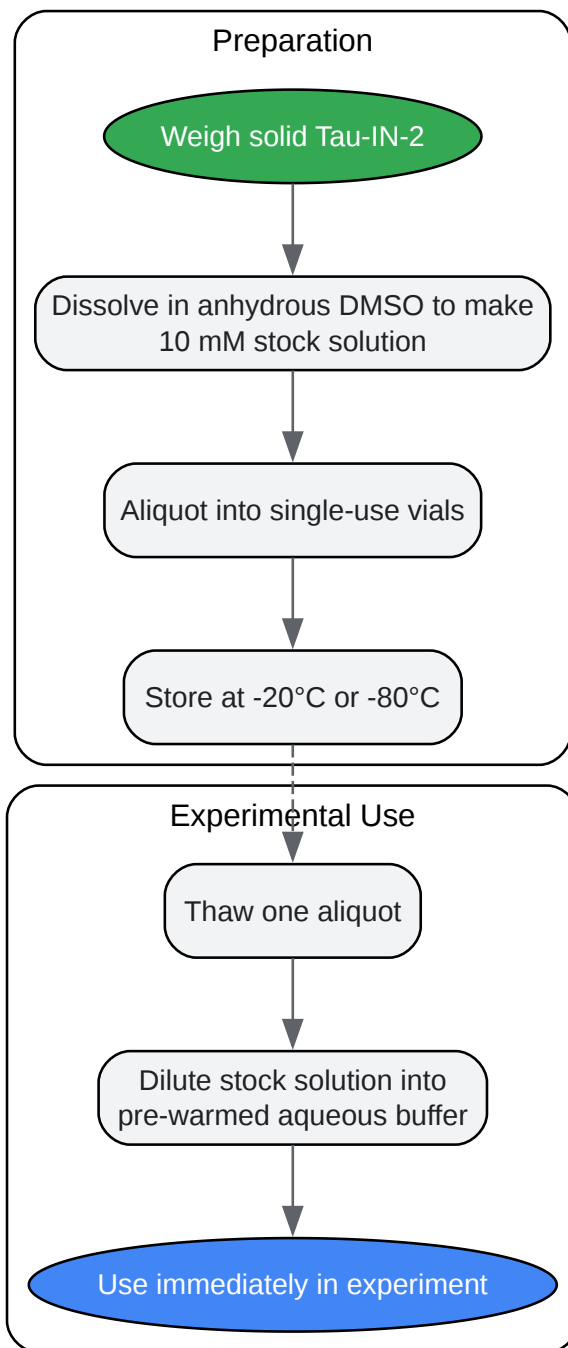 Preparation
Weigh solid Tau-IN-2
Dissolve in anhydrous DMSO to make
10 mM stock solution
Aliquot into single-use vials
Store at -20°C or -80°C
Experimental Use
Thaw one aliquot
Dilute stock solution into
pre-warmed aqueous buffer
Use immediately in experiment